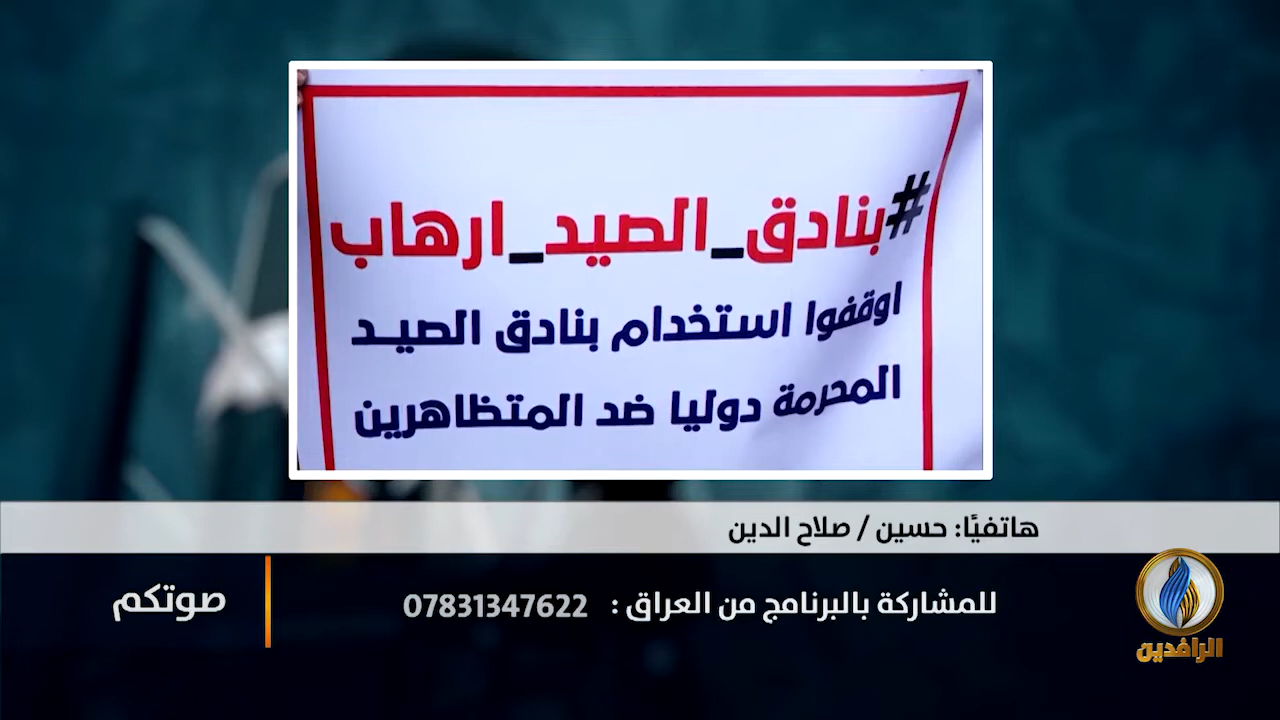 #بنادق_الصيد_ارهاب
اوقفوا استخدام بنادق الصيـد
المحرمة دوليا ضد المتظاهرين
هاتفيًا: حسين / صلاح الدين
للمشاركة بالبرنامج من العراق : 07831347622
صوتكم
الرافدين